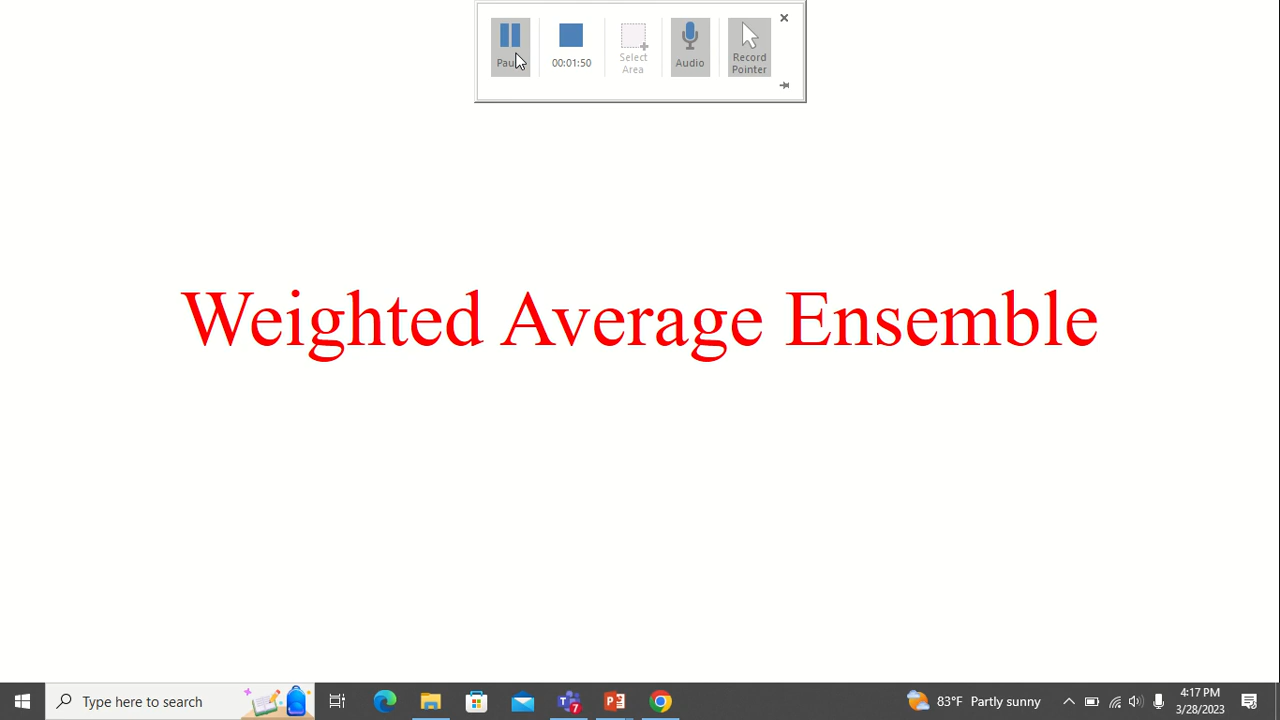 Pau
00:01:50
Select
Area
Audio
Record
Pointer
Weighted Average Ensemble
Type here to search
7
83°F Partly sunny
4:17 PM
3/28/2023